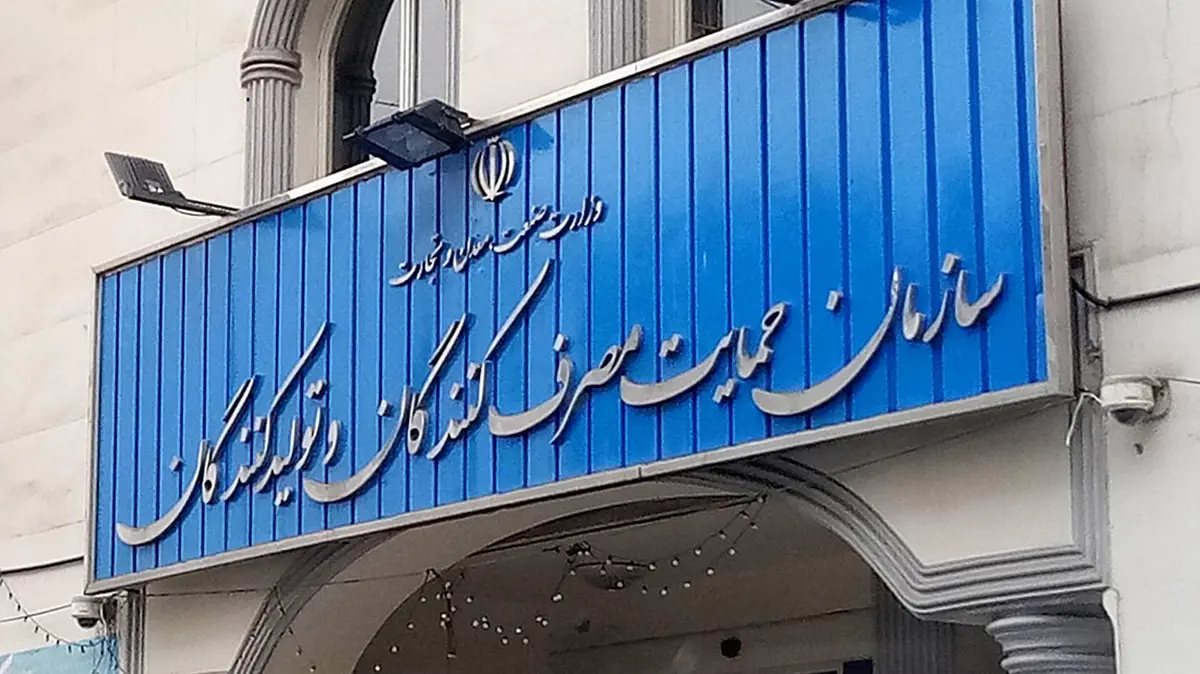 وزارت صنعت، معدن و تجارت
سازمان حمایت مصرف کنندگان و تولیدکنندگان